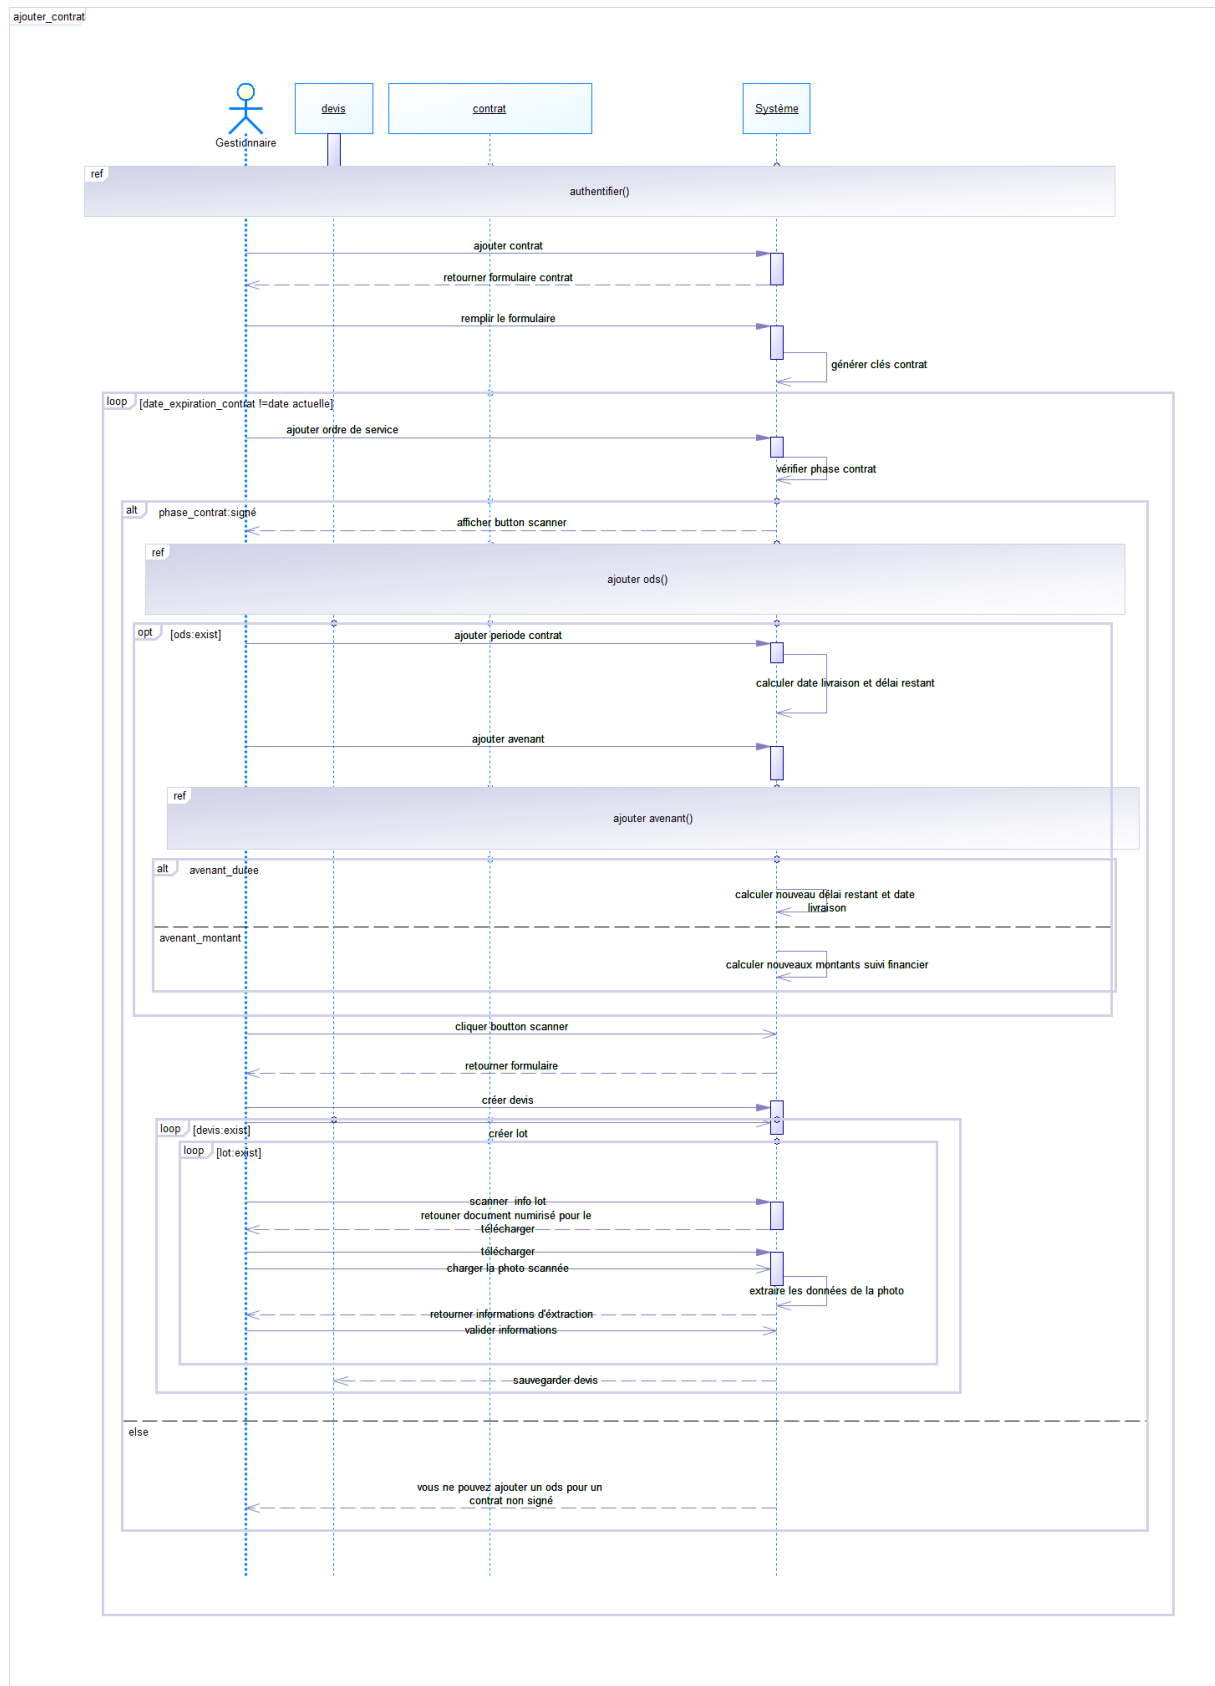 ajouter_contrat
devis
contrat
Système
Gestionnaire
ref
authentifier()
ajouter contrat
retourner formulaire contrat
remplir le formulaire
générer clés contrat
loop
[date_expiration_contrat !=date actuelle]
ajouter ordre de service
vérifier phase contrat
alt
phase_contrat:signé
afficher button scanner
ref
ajouter ods()
opt
[ods:exist]
ajouter periode contrat
calculer date livraison et délai restant
ajouter avenant
ref
ajouter avenant()
alt
avenant_duree
calculer nouveau délai restant et date
livraison
avenant_montant
calculer nouveaux montants suivi financier
cliquer boutton scanner
retourner formulaire
créer devis
loop
[devis:exist]
créer lot
loop
[lot:exist]
scanner info lot
retouner document numirisé pour le
télécharger
télécharger
charger la photo scannée
extraire les données de la photo
retourner informations d'éxtraction
valider informations
sauvegarder devis
else
vous ne pouvez ajouter un ods pour un
contrat non signé